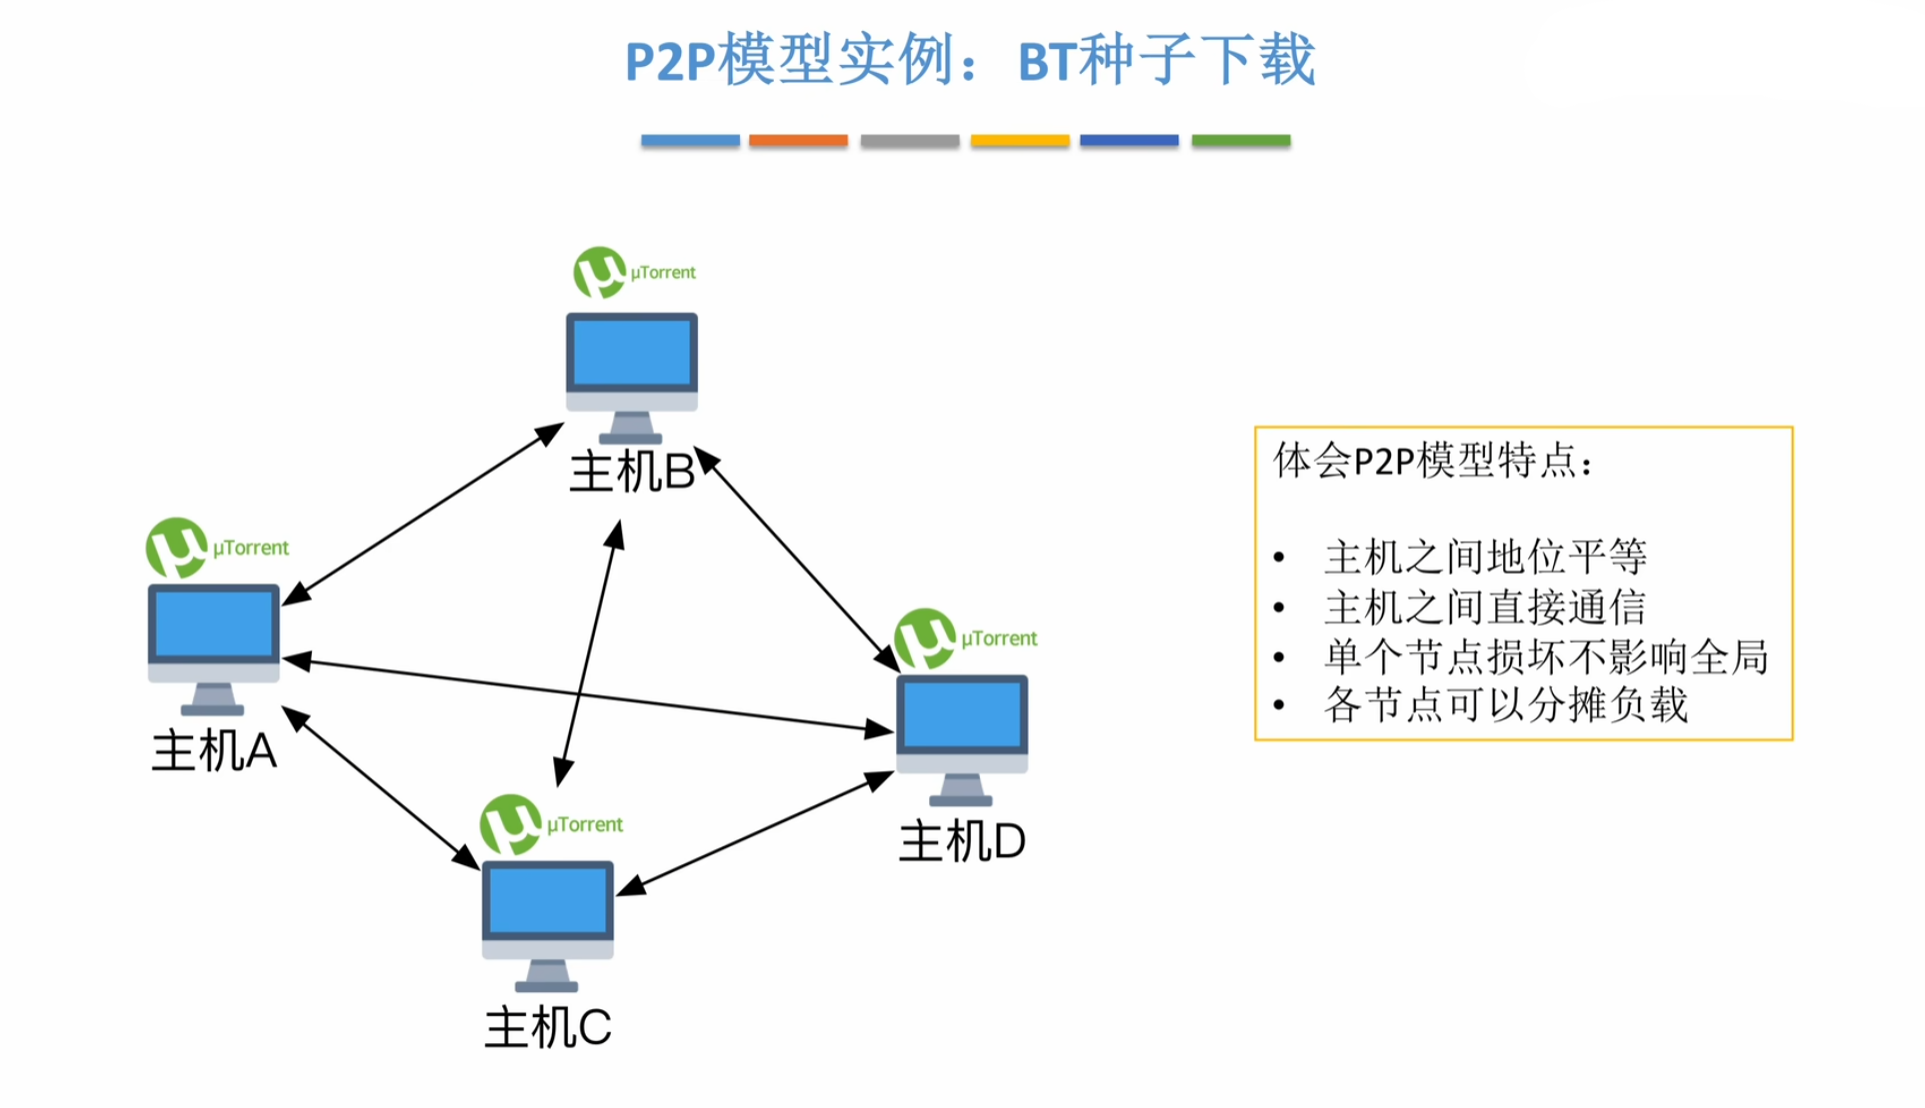 P2P模型实例：BT种子下载
μTorrent
主机B
μTorrent
主机A
μTorrent
主机D
μTorrent
主机C
体会P2P模型特点：
• 主机之间地位平等
• 主机之间直接通信
• 单个节点损坏不影响全局
• 各节点可以分摊负载